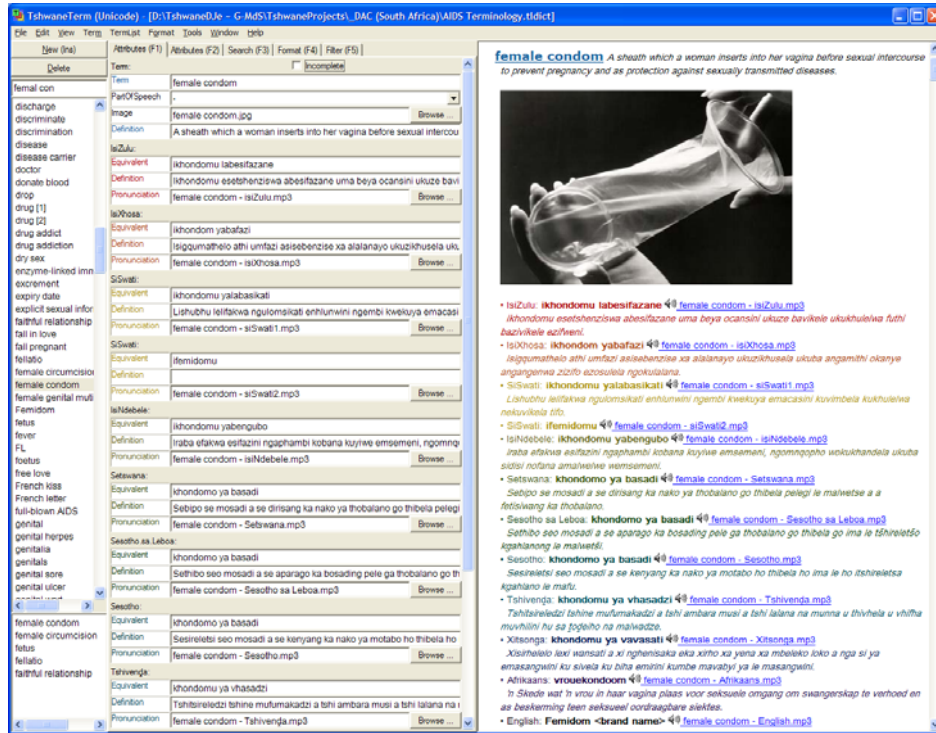 TshwaneTerm (Unicode) - [D:\TshwaneDJe – G-MdS\TshwaneProjects\_DAC (South Africa)\AIDS Terminology.tldict]
File Edit View Term TermList Format Tools Window Help
New (Ins)
Delete
femal con
discharge
discriminate
discrimination
disease
disease carrier
doctor
donate blood
drop
drug [1]
drug [2]
drug addict
drug addiction
dry sex
enzyme-linked imn
excrement
expiry date
explicit sexual infor
faithful relationship
fall in love
fall pregnant
fellatio
female circumcision
female condom
female genital muti
Femidom
fetus
fever
FL
foetus
free love
French kiss
French letter
full-blown AIDS
genital
genital herpes
genitalia
genitals
genital sore
genital ulcer
female condom
female circumcision
fetus
fellatio
faithful relationship
Attributes (F1) Attributes (F2) Search (F3) Format (F4) Filter (F5)
Term: Incomplete
Term female condom
PartOfSpeech -
Image female condom.jpg Browse ...
Definition A sheath which a woman inserts into her vagina before sexual intercou
IsiZulu:
Equivalent ikhondomu labesifazane
Definition Ikhondomu esetshenziswa abesifazane uma beya ocansini ukuze bavi
Pronunciation female condom - isiZulu.mp3 Browse ...
IsiXhosa:
Equivalent ikhondom yabafazi
Definition Isigqumathelo athi umfazi asisebenzise xa alalanayo ukuzikhusela uku
Pronunciation female condom - isiXhosa.mp3 Browse ...
SiSwati:
Equivalent ikhondomu yalabasikati
Definition Lishubhu lelifakwa ngulomsikati enhlunwini ngembi kwekuya emacasi
Pronunciation female condom - siSwati1.mp3 Browse ...
SiSwati:
Equivalent ifemidomu
Definition
Pronunciation female condom - siSwati2.mp3 Browse ...
IsiNdebele:
Equivalent ikhondomu yabengubo
Definition Iraba efakwa esifazini ngaphambi kobana kuyiwe emsemeni, ngomnqo
Pronunciation female condom - isiNdebele.mp3 Browse ...
Setswana:
Equivalent khondomo ya basadi
Definition Sebipo se mosadi a se dirisang ka nako ya thobalano go thibela pelegi
Pronunciation female condom - Setswana.mp3 Browse ...
Sesotho sa Leboa:
Equivalent khondomo ya basadi
Definition Sethibo seo mosadi a se aparago ka bosading pele ga thobalano go th
Pronunciation female condom - Sesotho sa Leboa.mp3 Browse ...
Sesotho:
Equivalent khondomo ya basadi
Definition Sesireletsi seo mosadi a se kenyang ka nako ya motabo ho thibela ho
Pronunciation female condom - Sesotho.mp3 Browse ...
Tshivenḓa:
Equivalent khondomu ya vhasadzi
Definition Tshitsireledzi tshine mufumakadzi a tshi ambara musi a tshi lalana na
Pronunciation female condom - Tshivenḓa.mp3 Browse ...
female condom A sheath which a woman inserts into her vagina before sexual intercourse
to prevent pregnancy and as protection against sexually transmitted diseases.
• IsiZulu: ikhondomu labesifazane female condom - isiZulu.mp3
Ikhondomu esetshenziswa abesifazane uma beya ocansini ukuze bavikele ukukhulelwa futhi
bazivikele ezifweni.
• IsiXhosa: ikhondom yabafazi female condom - isiXhosa.mp3
Isigqumathelo athi umfazi asisebenzise xa alalanayo ukuzikhusela ukuba angamithi okanye
angangenwa zizifo ezosulela ngokulalana.
• SiSwati: ikhondomu yalabasikati female condom - siSwati1.mp3
Lishubhu lelifakwa ngulomsikati enhlunwini ngembi kwekuya emacasini kuvimbela kukhulelwa
nekuvikela tifo.
• SiSwati: ifemidomu female condom - siSwati2.mp3
• IsiNdebele: ikhondomu yabengubo female condom - isiNdebele.mp3
Iraba efakwa esifazini ngaphambi kobana kuyiwe emsemeni, ngomnqopho wokukhandela ukuba
sidisi nofana amalwelwe wemsemeni.
• Setswana: khondomo ya basadi female condom - Setswana.mp3
Sebipo se mosadi a se dirisang ka nako ya thobalano go thibela pelegi le malwetse a a
fetisiwang ka thobalano.
• Sesotho sa Leboa: khondomo ya basadi female condom - Sesotho sa Leboa.mp3
Sethibo seo mosadi a se aparago ka bosading pele ga thobalano go thibela go ima le tšhireletšo
kgahlanong le malwetši.
• Sesotho: khondomo ya basadi female condom - Sesotho.mp3
Sesireletsi seo mosadi a se kenyang ka nako ya motabo ho thibela ho ima le ho itshireletsa
kgahlano le mafu.
• Tshivenḓa: khondomu ya vhasadzi female condom - Tshivenḓa.mp3
Tshitsireledzi tshine mufumakadzi a tshi ambara musi a tshi lalana na munna u thivhela u vhifha
muvhilini hu sa ṱoḓeiho na malwadze.
• Xitsonga: khondomu ya vavasati female condom - Xitsonga.mp3
Xisirhelelo lexi wansati a xi nghenisaka eka xirho xa yena xa mbeleko loko a nga si ya
emasangwini ku sivela ku biha emirini kumbe mavabyi ya le masangwini.
• Afrikaans: vrouekondoom female condom - Afrikaans.mp3
'n Skede wat 'n vrou in haar vagina plaas voor seksuele omgang om swangerskap te verhoed en
as beskerming teen seksueel oordraagbare siektes.
• English: Femidom <brand name> female condom - English.mp3